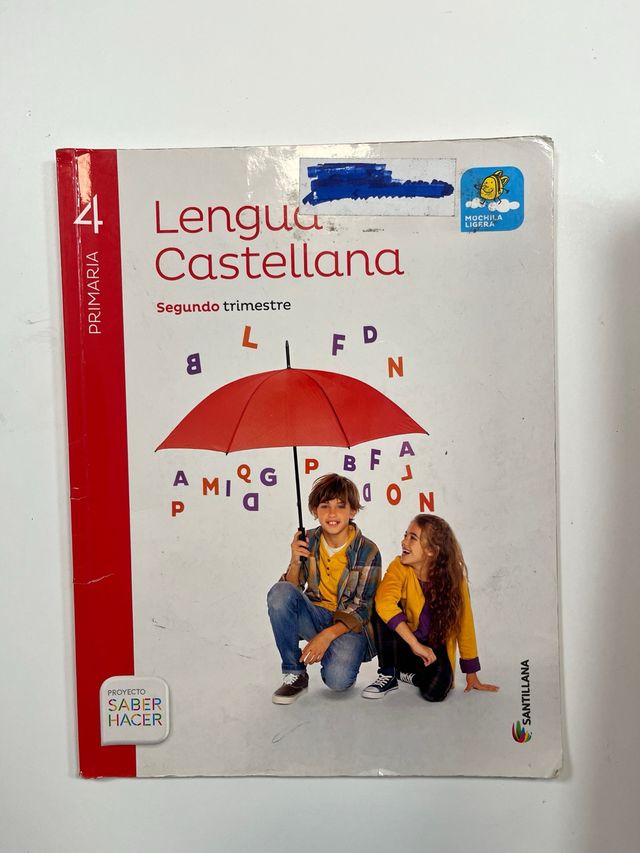 4
PRIMARIA
Lengua
Castellana
Segundo trimestre
MOCHILA
LIGERA
B L F D
N
A M I Q G P B F A
P D D O L N
PROYECTO
SABER
HACER
SANTILLANA